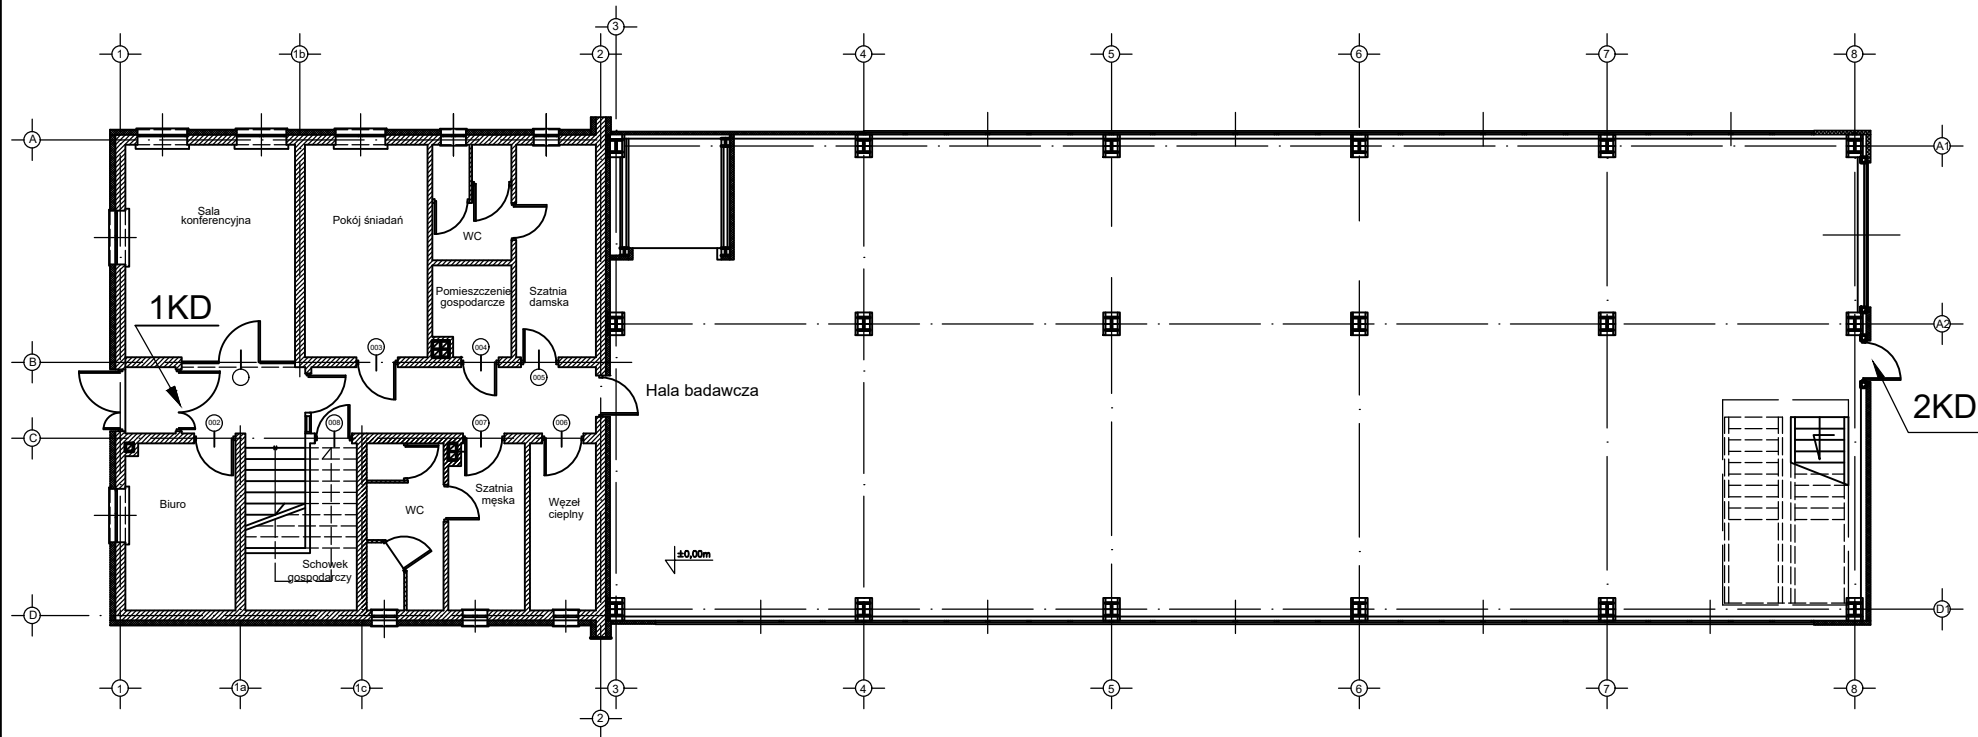 3
1
1b
2
4
5
6
7
8
A
A1
Sala
konferencyjna
Pokój śniadań
WC
Pomieszczenie
gospodarcze
Szatnia
damska
1KD
A2
003
004
005
B
Hala badawcza
2KD
002
008
007
006
C
Biuro
WC
Szatnia
męska
Węzeł
cieplny
±0,00m
Schowek
gospodarczy
D
D1
1
1a
1c
3
4
5
6
7
8
2